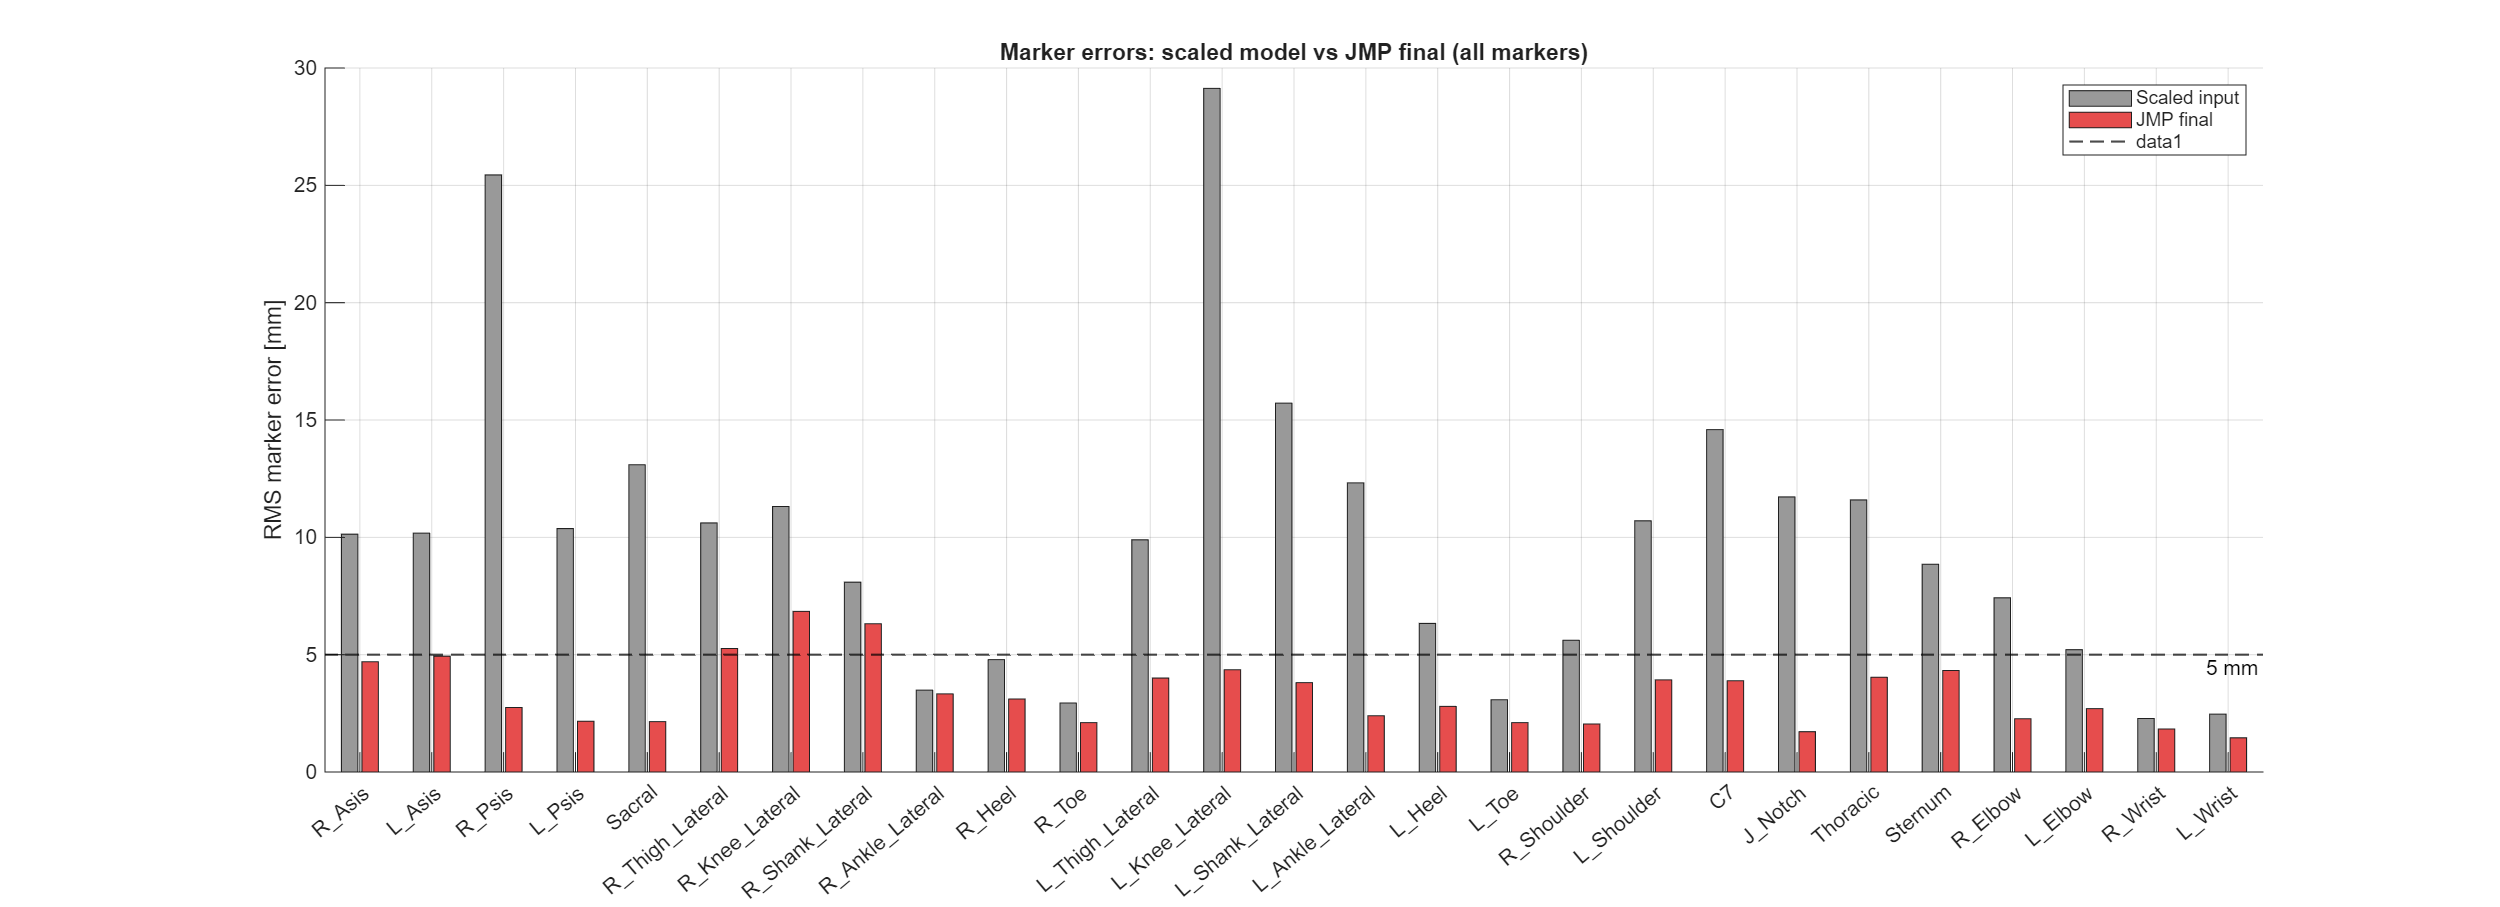 Marker errors: scaled model vs JMP final (all markers)
RMS marker error [mm]
30
25
20
15
10
5
0
Scaled input
JMP final
data1
5 mm
R_Asis
L_Asis
R_Psis
L_Psis
Sacral
R_Thigh_Lateral
R_Knee_Lateral
R_Shank_Lateral
R_Ankle_Lateral
R_Heel
R_Toe
L_Thigh_Lateral
L_Knee_Lateral
L_Shank_Lateral
L_Ankle_Lateral
L_Heel
L_Toe
R_Shoulder
L_Shoulder
C7
J_Notch
Thoracic
Sternum
R_Elbow
L_Elbow
R_Wrist
L_Wrist